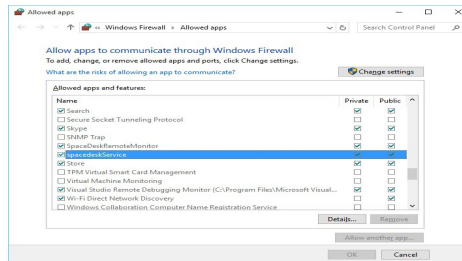 Allowed apps
« Windows Firewall › Allowed apps
Search Control Panel
Allow apps to communicate through Windows Firewall
To add, change, or remove allowed apps and ports, click Change settings.
What are the risks of allowing an app to communicate?
Change settings
Allowed apps and features:
Name Private Public
Search
Secure Socket Tunneling Protocol
Skype
SNMP Trap
SpaceDeskRemoteMonitor
spacedeskService
Store
TPM Virtual Smart Card Management
Virtual Machine Monitoring
Visual Studio Remote Debugging Monitor (C:\Program Files\Microsoft Visual...
Wi-Fi Direct Network Discovery
Windows Collaboration Computer Name Registration Service
Details... Remove
Allow another app...
OK Cancel